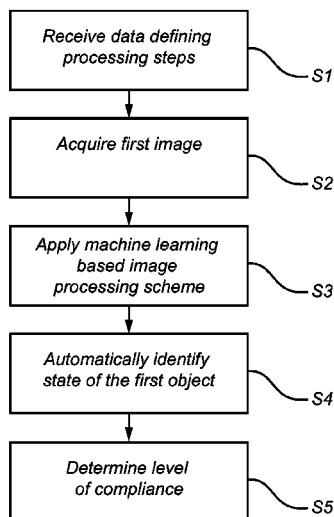 Receive data defining
processing steps
S1
Acquire first image
S2
Apply machine learning
based image
processing scheme
S3
Automatically identify
state of the first object
S4
Determine level
of compliance
S5